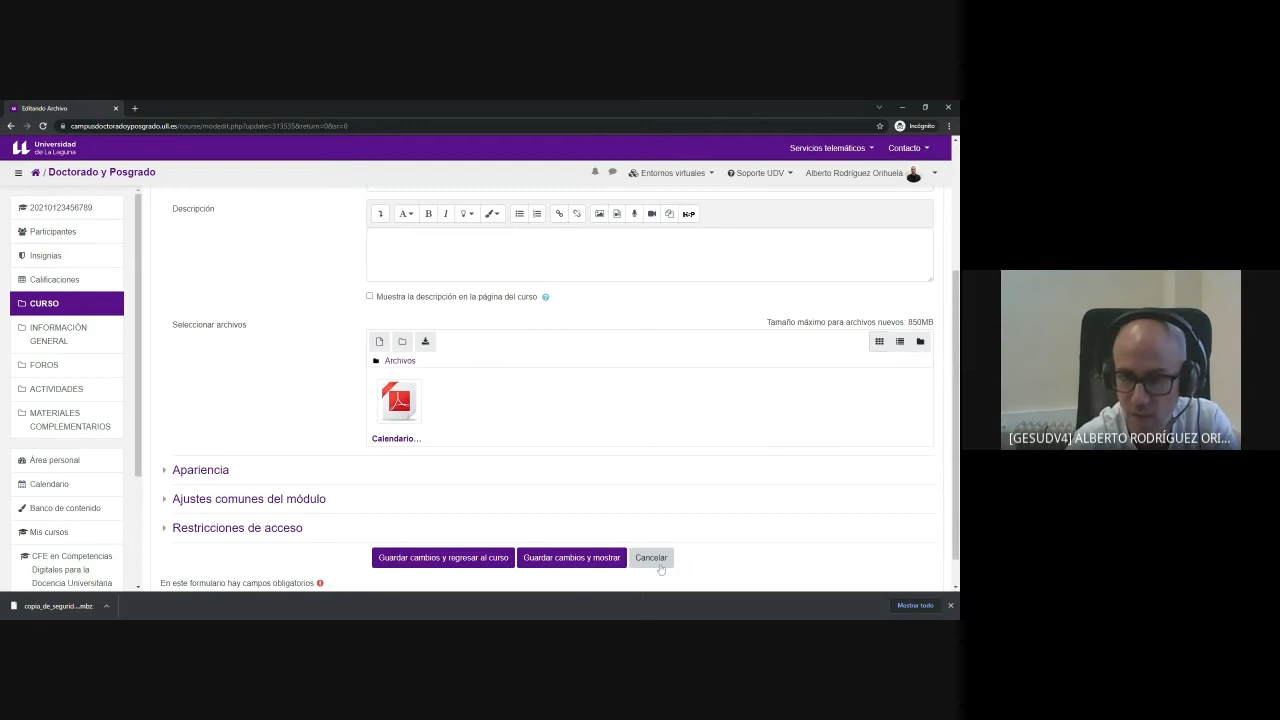 Editando Archivo
campusdoctoradoyposgrado.ull.es/course/modedit.php?update=313535&return=0&sr=0
Incógnito
Universidad
de La Laguna
Servicios telemáticos
Contacto
/ Doctorado y Posgrado
Entornos virtuales
Soporte UDV
Alberto Rodríguez Orihuela
20210123456789
Participantes
Insignias
Calificaciones
CURSO
INFORMACIÓN
GENERAL
FOROS
ACTIVIDADES
MATERIALES
COMPLEMENTARIOS
Área personal
Calendario
Banco de contenido
Mis cursos
CFE en Competencias
Digitales para la
Docencia Universitaria
Descripción
A B I H-P
Muestra la descripción en la página del curso
Seleccionar archivos
Tamaño máximo para archivos nuevos: 850MB
Archivos
Calendario...
Apariencia
Ajustes comunes del módulo
Restricciones de acceso
Guardar cambios y regresar al curso
Guardar cambios y mostrar
Cancelar
En este formulario hay campos obligatorios
copia_de_segurid....mbz
Mostrar todo
[GESUDV4] ALBERTO RODRÍGUEZ ORI...